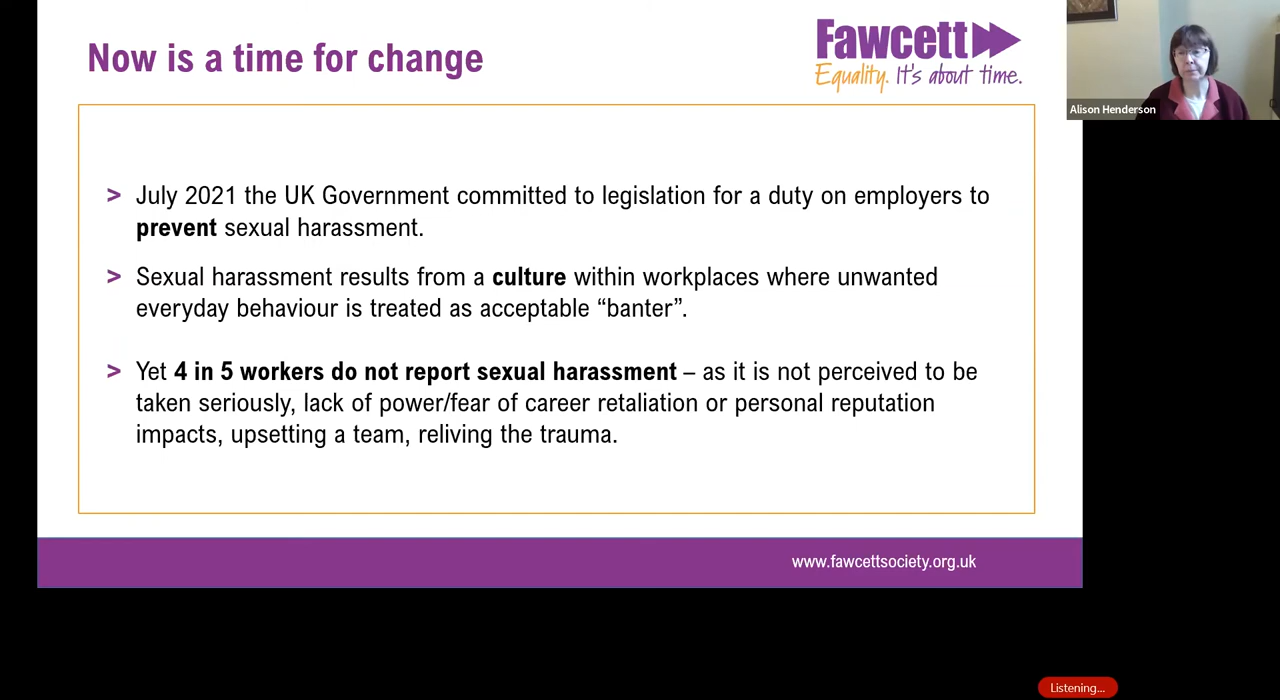 Now is a time for change
Fawcett
Equality. It's about time.
Alison Henderson
> July 2021 the UK Government committed to legislation for a duty on employers to
prevent sexual harassment.
> Sexual harassment results from a culture within workplaces where unwanted
everyday behaviour is treated as acceptable “banter”.
> Yet 4 in 5 workers do not report sexual harassment – as it is not perceived to be
taken seriously, lack of power/fear of career retaliation or personal reputation
impacts, upsetting a team, reliving the trauma.
www.fawcettsociety.org.uk
Listening...